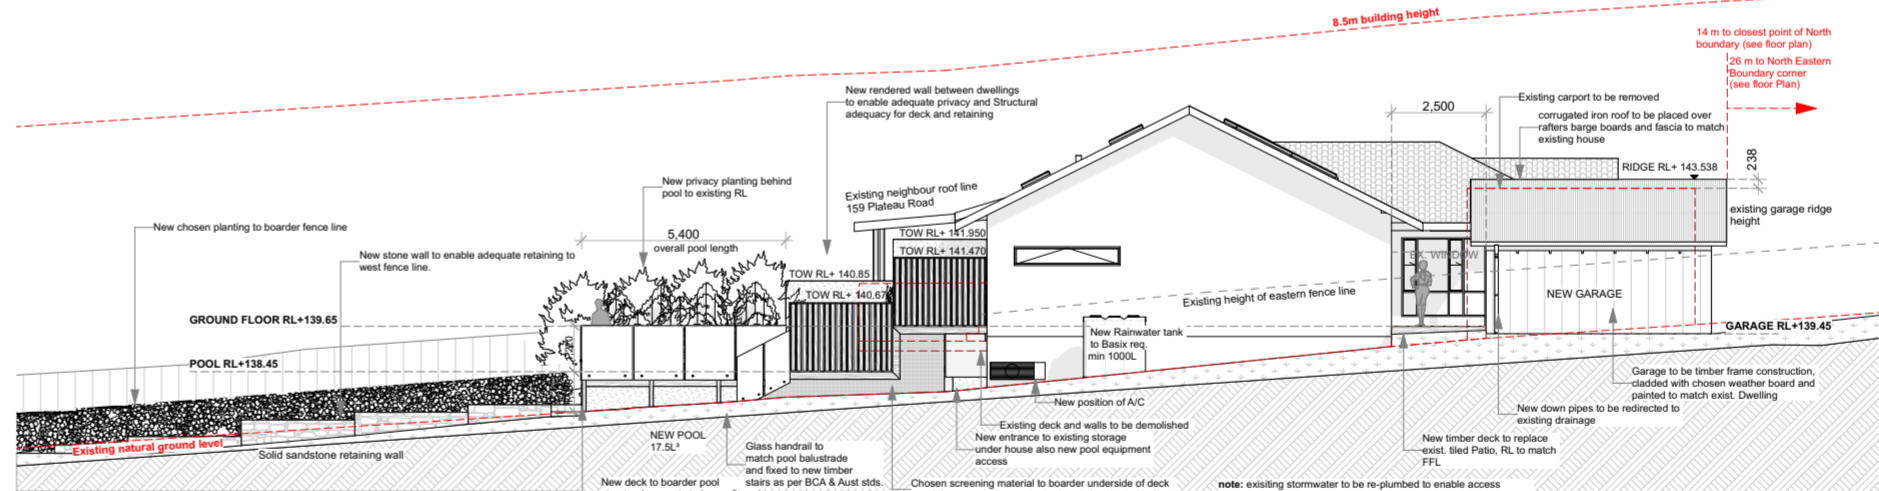 8.5m building height
14 m to closest point of North
boundary (see floor plan)
26 m to North Eastern
Boundary corner
(see floor Plan)
New rendered wall between dwellings
to enable adequate privacy and Structural
adequacy for deck and retaining
2,500
Existing carport to be removed
corrugated iron roof to be placed over
rafters barge boards and fascia to match
existing house
RIDGE RL+ 143.538
238
existing garage ridge
height
New privacy planting behind
pool to existing RL
Existing neighbour roof line
159 Plateau Road
New chosen planting to boarder fence line
New stone wall to enable adequate retaining to
west fence line.
5,400
overall pool length
TOW RL+ 141.950
TOW RL+ 141.470
TOW RL+ 140.85
TOW RL+ 140.67
EX. WINDOW
Existing height of eastern fence line
NEW GARAGE
GROUND FLOOR RL+139.65
GARAGE RL+139.45
New Rainwater tank
to Basix req.
min 1000L
POOL RL+138.45
Garage to be timber frame construction,
cladded with chosen weather board and
painted to match exist. Dwelling
New position of A/C
New down pipes to be redirected to
existing drainage
Existing deck and walls to be demolished
New entrance to existing storage
under house also new pool equipment
access
New timber deck to replace
exist. tiled Patio, RL to match
FFL
Existing natural ground level
Solid sandstone retaining wall
NEW POOL
17.5L³
Glass handrail to
match pool balustrade
and fixed to new timber
stairs as per BCA & Aust stds.
New deck to boarder pool
Chosen screening material to boarder underside of deck
note: exisiting stormwater to be re-plumbed to enable access